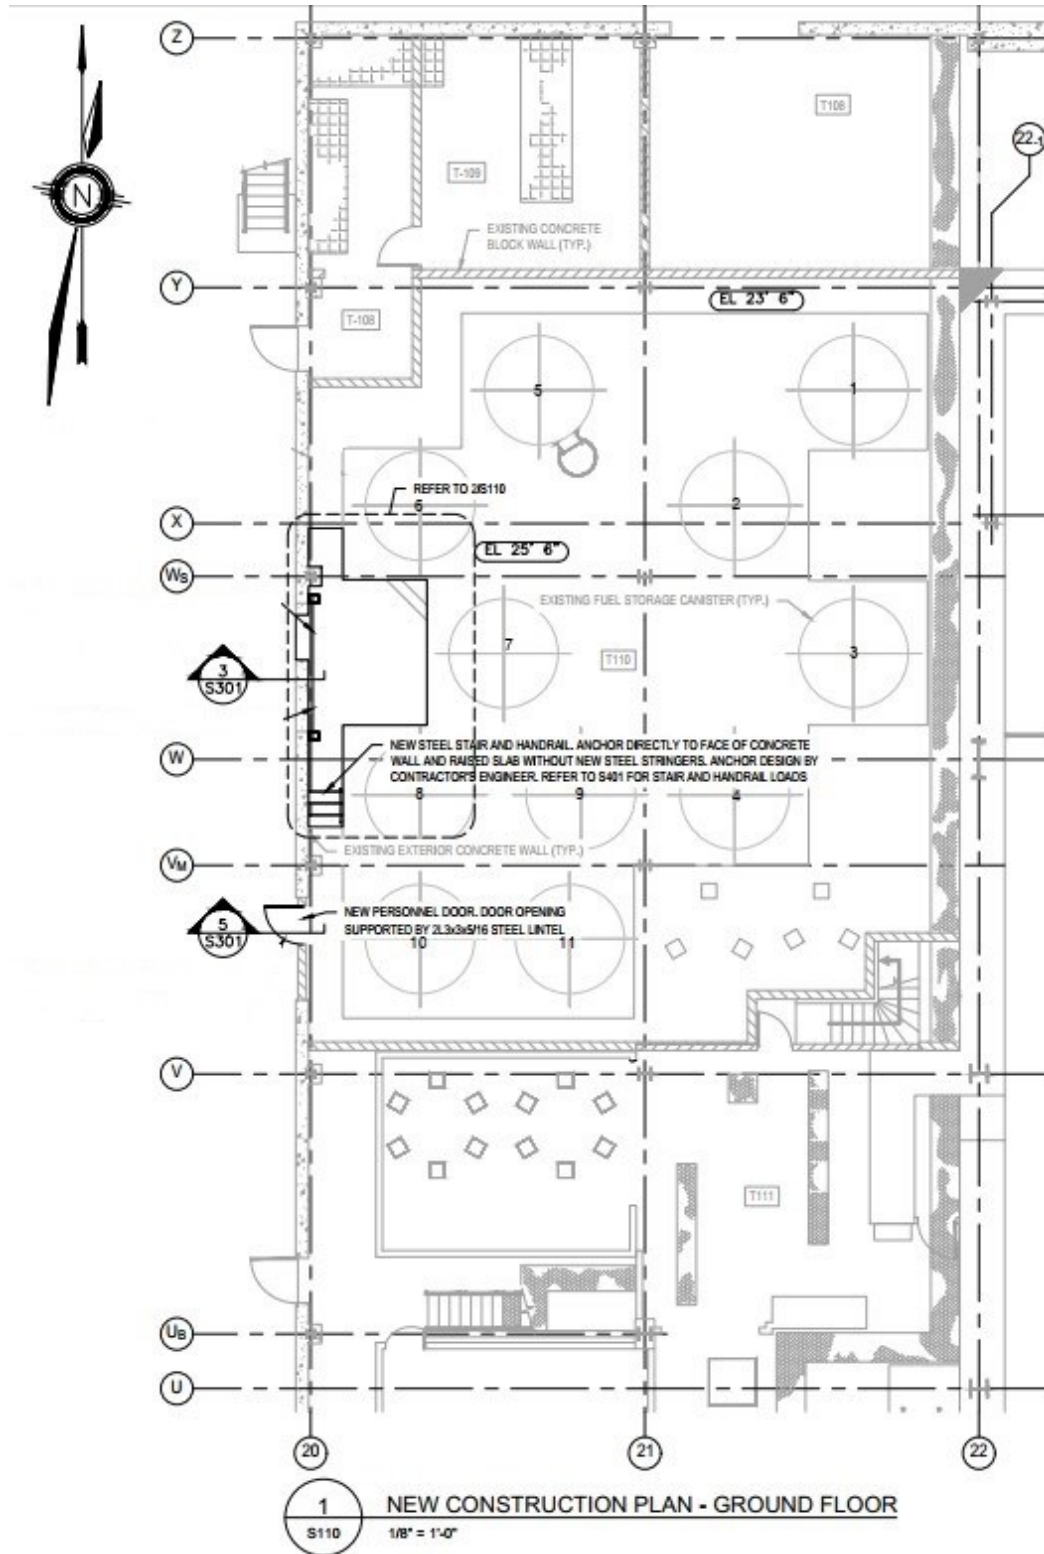 Z
N
T108
22.1
T-109
EXISTING CONCRETE
BLOCK WALL (TYP.)
Y
EL 23' 6"
T-108
5
1
REFER TO 2/S110
6
2
X
EL 25' 6"
WS
EXISTING FUEL STORAGE CANISTER (TYP.)
7
T110
3
3
S301
W
NEW STEEL STAIR AND HANDRAIL. ANCHOR DIRECTLY TO FACE OF CONCRETE
WALL AND RAISED SLAB WITHOUT NEW STEEL STRINGERS. ANCHOR DESIGN BY
CONTRACTOR'S ENGINEER. REFER TO S401 FOR STAIR AND HANDRAIL LOADS
8
9
4
EXISTING EXTERIOR CONCRETE WALL (TYP.)
VM
5
S301
NEW PERSONNEL DOOR. DOOR OPENING
SUPPORTED BY 2L3x3x5/16 STEEL LINTEL
10
11
V
T111
UB
U
20
21
22
1
S110
NEW CONSTRUCTION PLAN - GROUND FLOOR
1/8" = 1'-0"